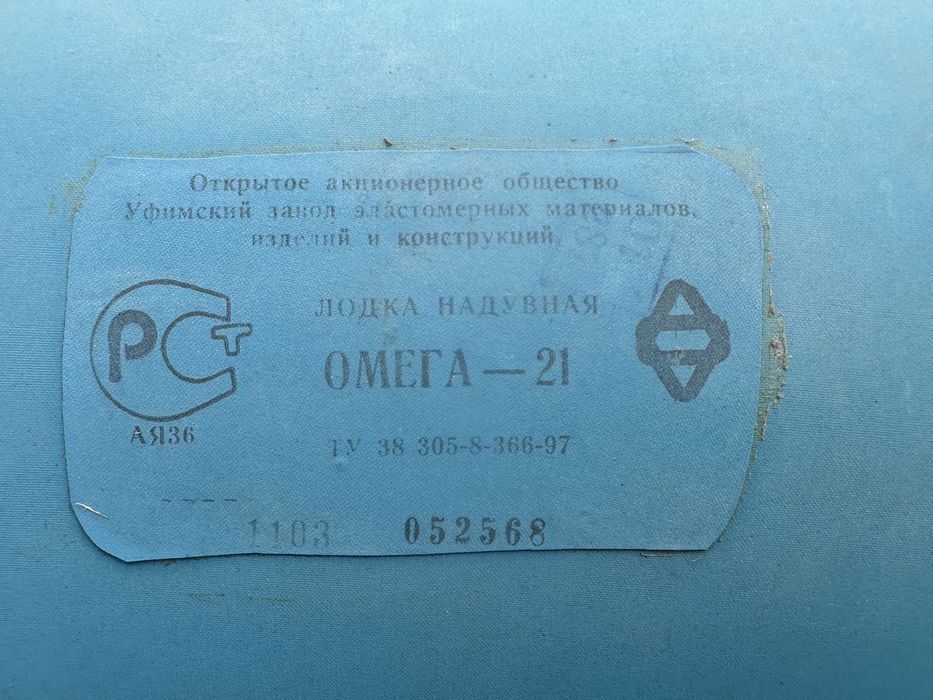 Открытое акционерное общество
Уфимский завод эластомерных материалов,
изделий и конструкций
ЛОДКА НАДУВНАЯ
ОМЕГА — 21
РСТ
АЯ36
ТУ 38 305-8-366-97
1103 052568